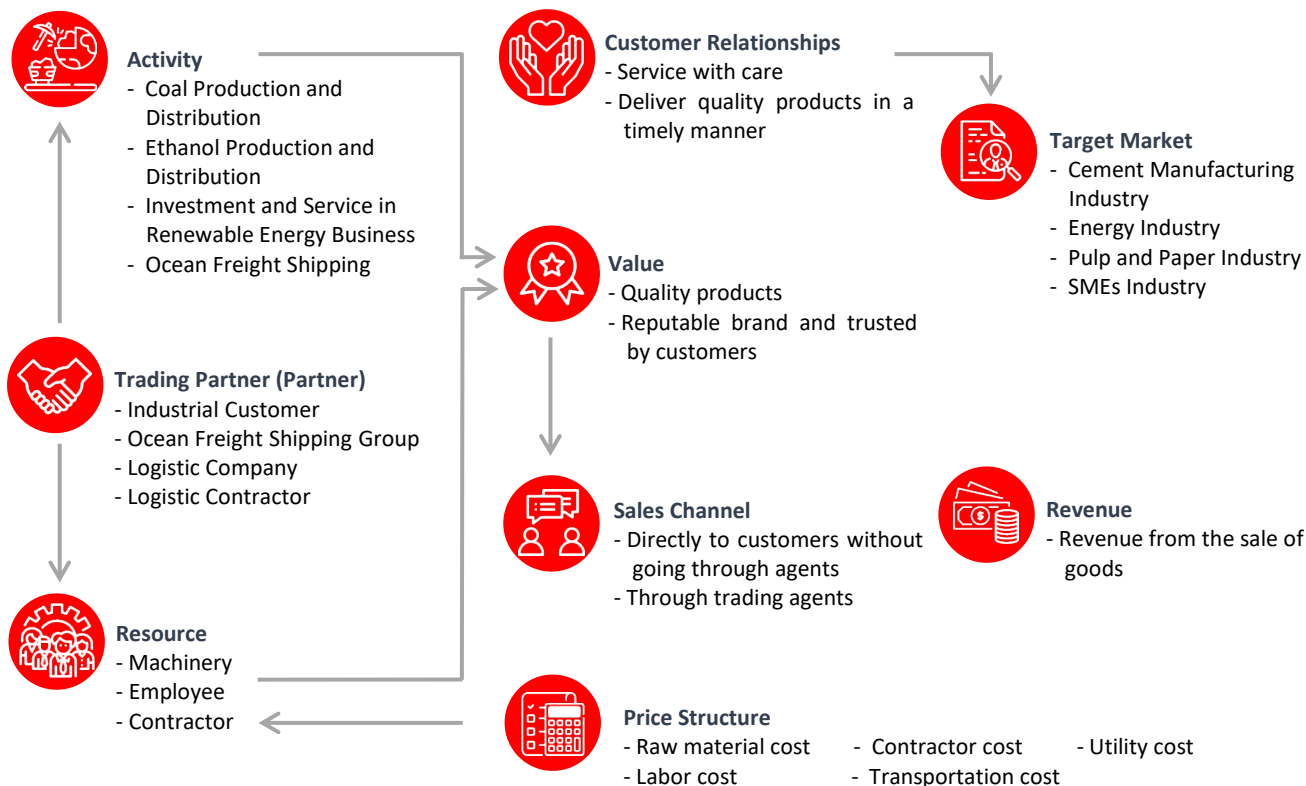 Activity
- Coal Production and
Distribution
- Ethanol Production and
Distribution
- Investment and Service in
Renewable Energy Business
- Ocean Freight Shipping
Trading Partner (Partner)
- Industrial Customer
- Ocean Freight Shipping Group
- Logistic Company
- Logistic Contractor
Resource
- Machinery
- Employee
- Contractor
Customer Relationships
- Service with care
- Deliver quality products in a
timely manner
Value
- Quality products
- Reputable brand and trusted
by customers
Sales Channel
- Directly to customers without
going through agents
- Through trading agents
Price Structure
- Raw material cost - Contractor cost - Utility cost
- Labor cost - Transportation cost
Target Market
- Cement Manufacturing
Industry
- Energy Industry
- Pulp and Paper Industry
- SMEs Industry
Revenue
- Revenue from the sale of
goods